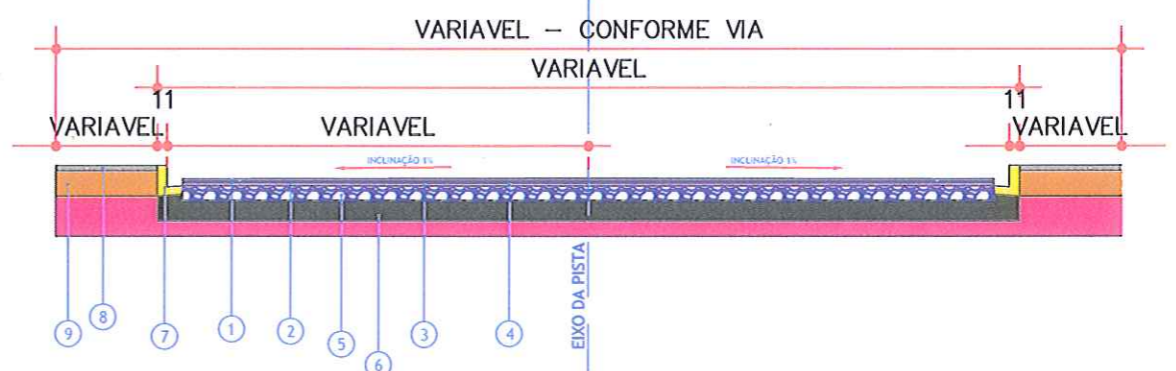 VARIAVEL - CONFORME VIA
VARIAVEL
11
11
VARIAVEL
VARIAVEL
VARIAVEL
INCLINAÇÃO 1%
INCLINAÇÃO 1%
EIXO DA PISTA
9
8
7
1
2
5
6
3
4